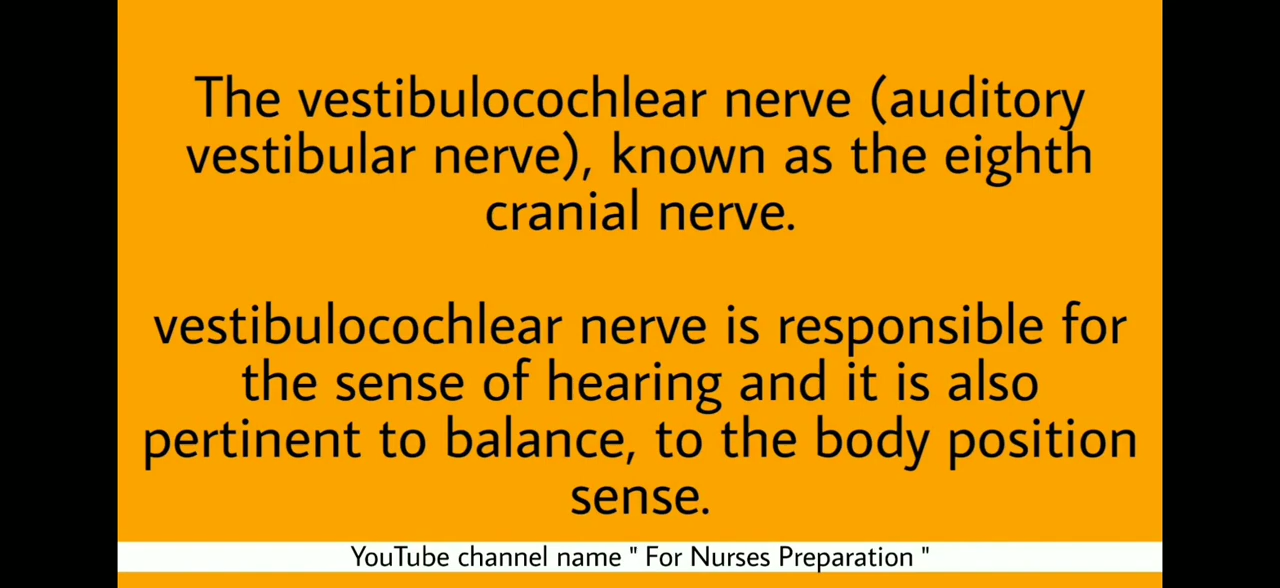 The vestibulocochlear nerve (auditory
vestibular nerve), known as the eighth
cranial nerve.
vestibulocochlear nerve is responsible for
the sense of hearing and it is also
pertinent to balance, to the body position
sense.
YouTube channel name " For Nurses Preparation "